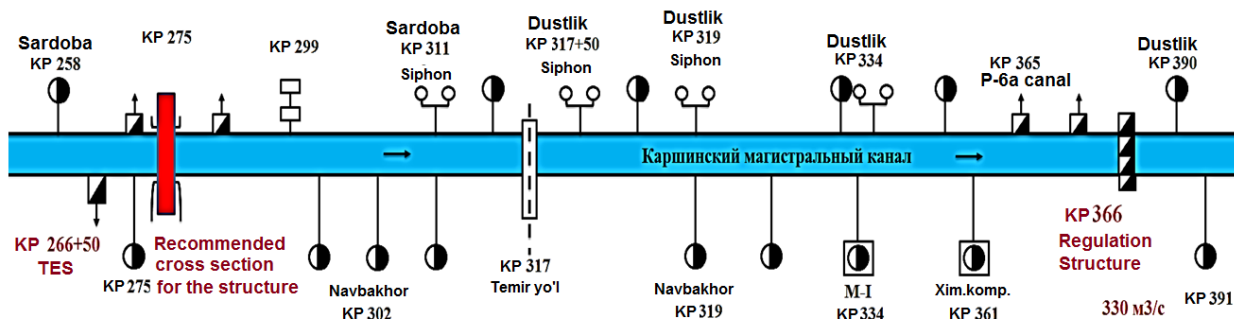 Sardoba
KP 258
KP 275
KP 299
Sardoba
KP 311
Siphon
Dustlik
KP 317+50
Siphon
Dustlik
KP 319
Siphon
Dustlik
KP 334
KP 365
P-6a canal
Dustlik
KP 390
Каршинский магистральный канал
KP 266+50
TES
KP 275
Recommended
cross section
for the structure
Navbakhor
KP 302
KP 317
Temir yo'l
Navbakhor
KP 319
M-I
KP 334
Xim.komp.
KP 361
KP 366
Regulation
Structure
330 м3/с
KP 391